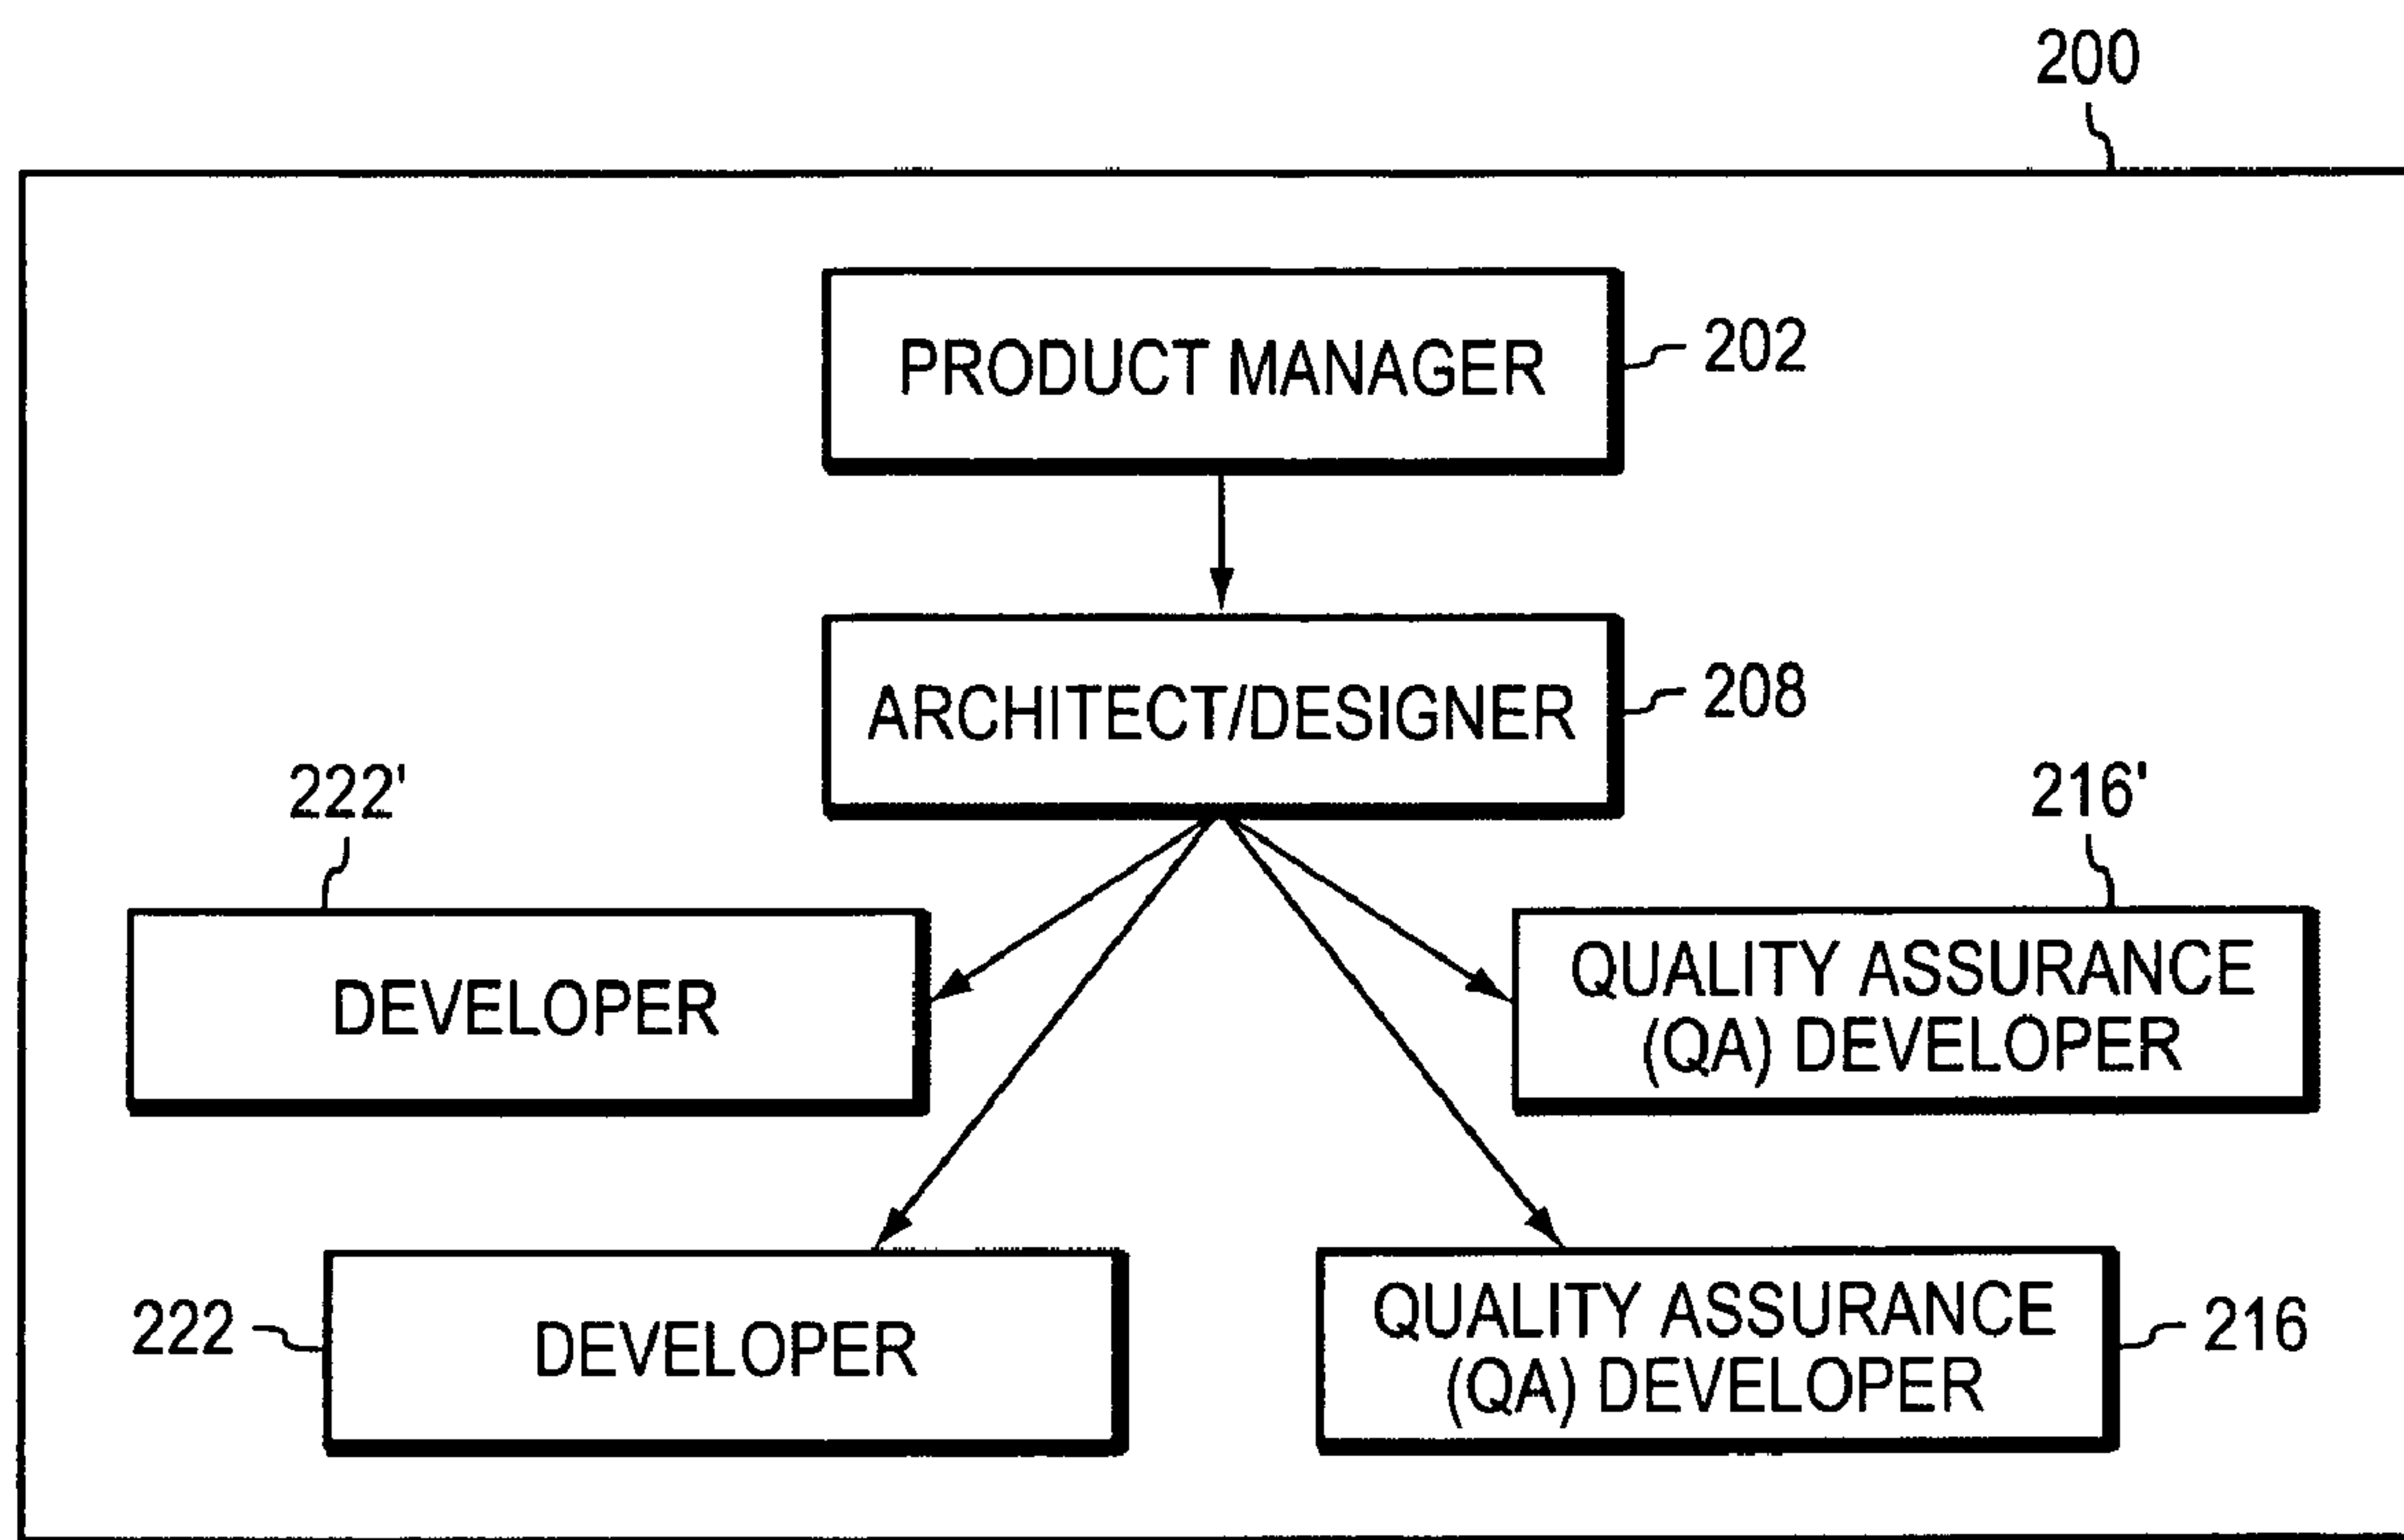 200
PRODUCT MANAGER
202
ARCHITECT/DESIGNER
208
222'
216'
DEVELOPER
QUALITY ASSURANCE
(QA) DEVELOPER
222
DEVELOPER
QUALITY ASSURANCE
(QA) DEVELOPER
216